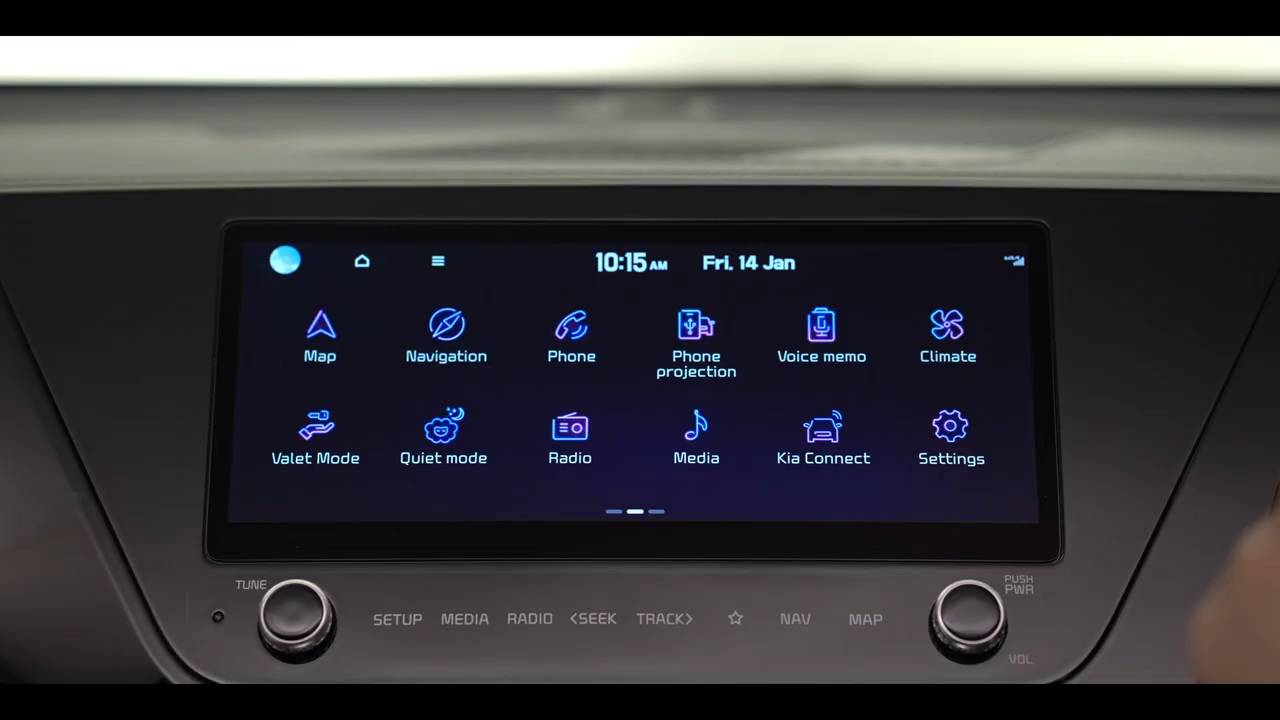 10:15 AM Fri, 14 Jan
Map Navigation Phone Phone projection Voice memo Climate
Valet Mode Quiet mode Radio Media Kia Connect Settings
TUNE
PUSH
PWR
SETUP MEDIA RADIO <SEEK TRACK> ☆ NAV MAP
VOL